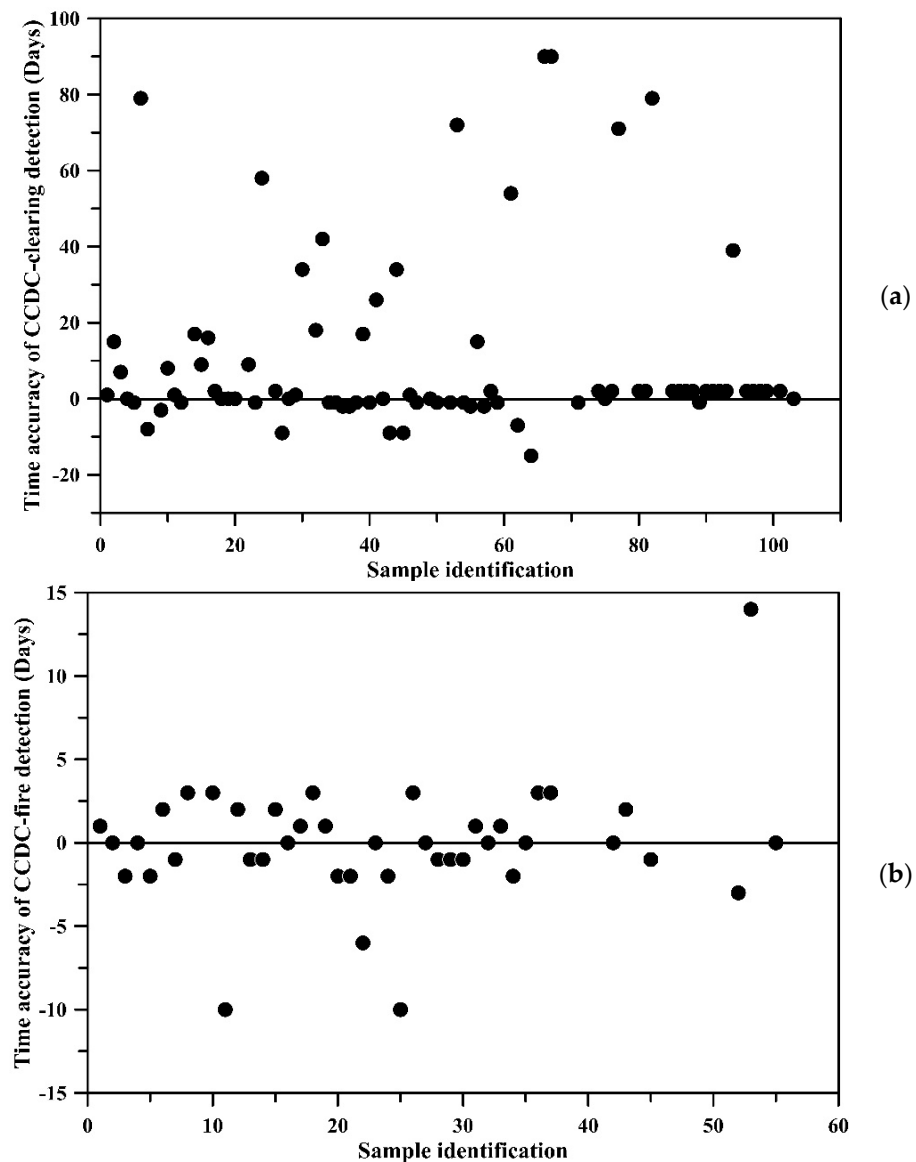 Time accuracy of CCDC-clearing detection (Days)
100
80
60
40
20
0
-20
0 20 40 60 80 100
Sample identification
(a)
Time accuracy of CCDC-fire detection (Days)
15
10
5
0
-5
-10
-15
0 10 20 30 40 50 60
Sample identification
(b)